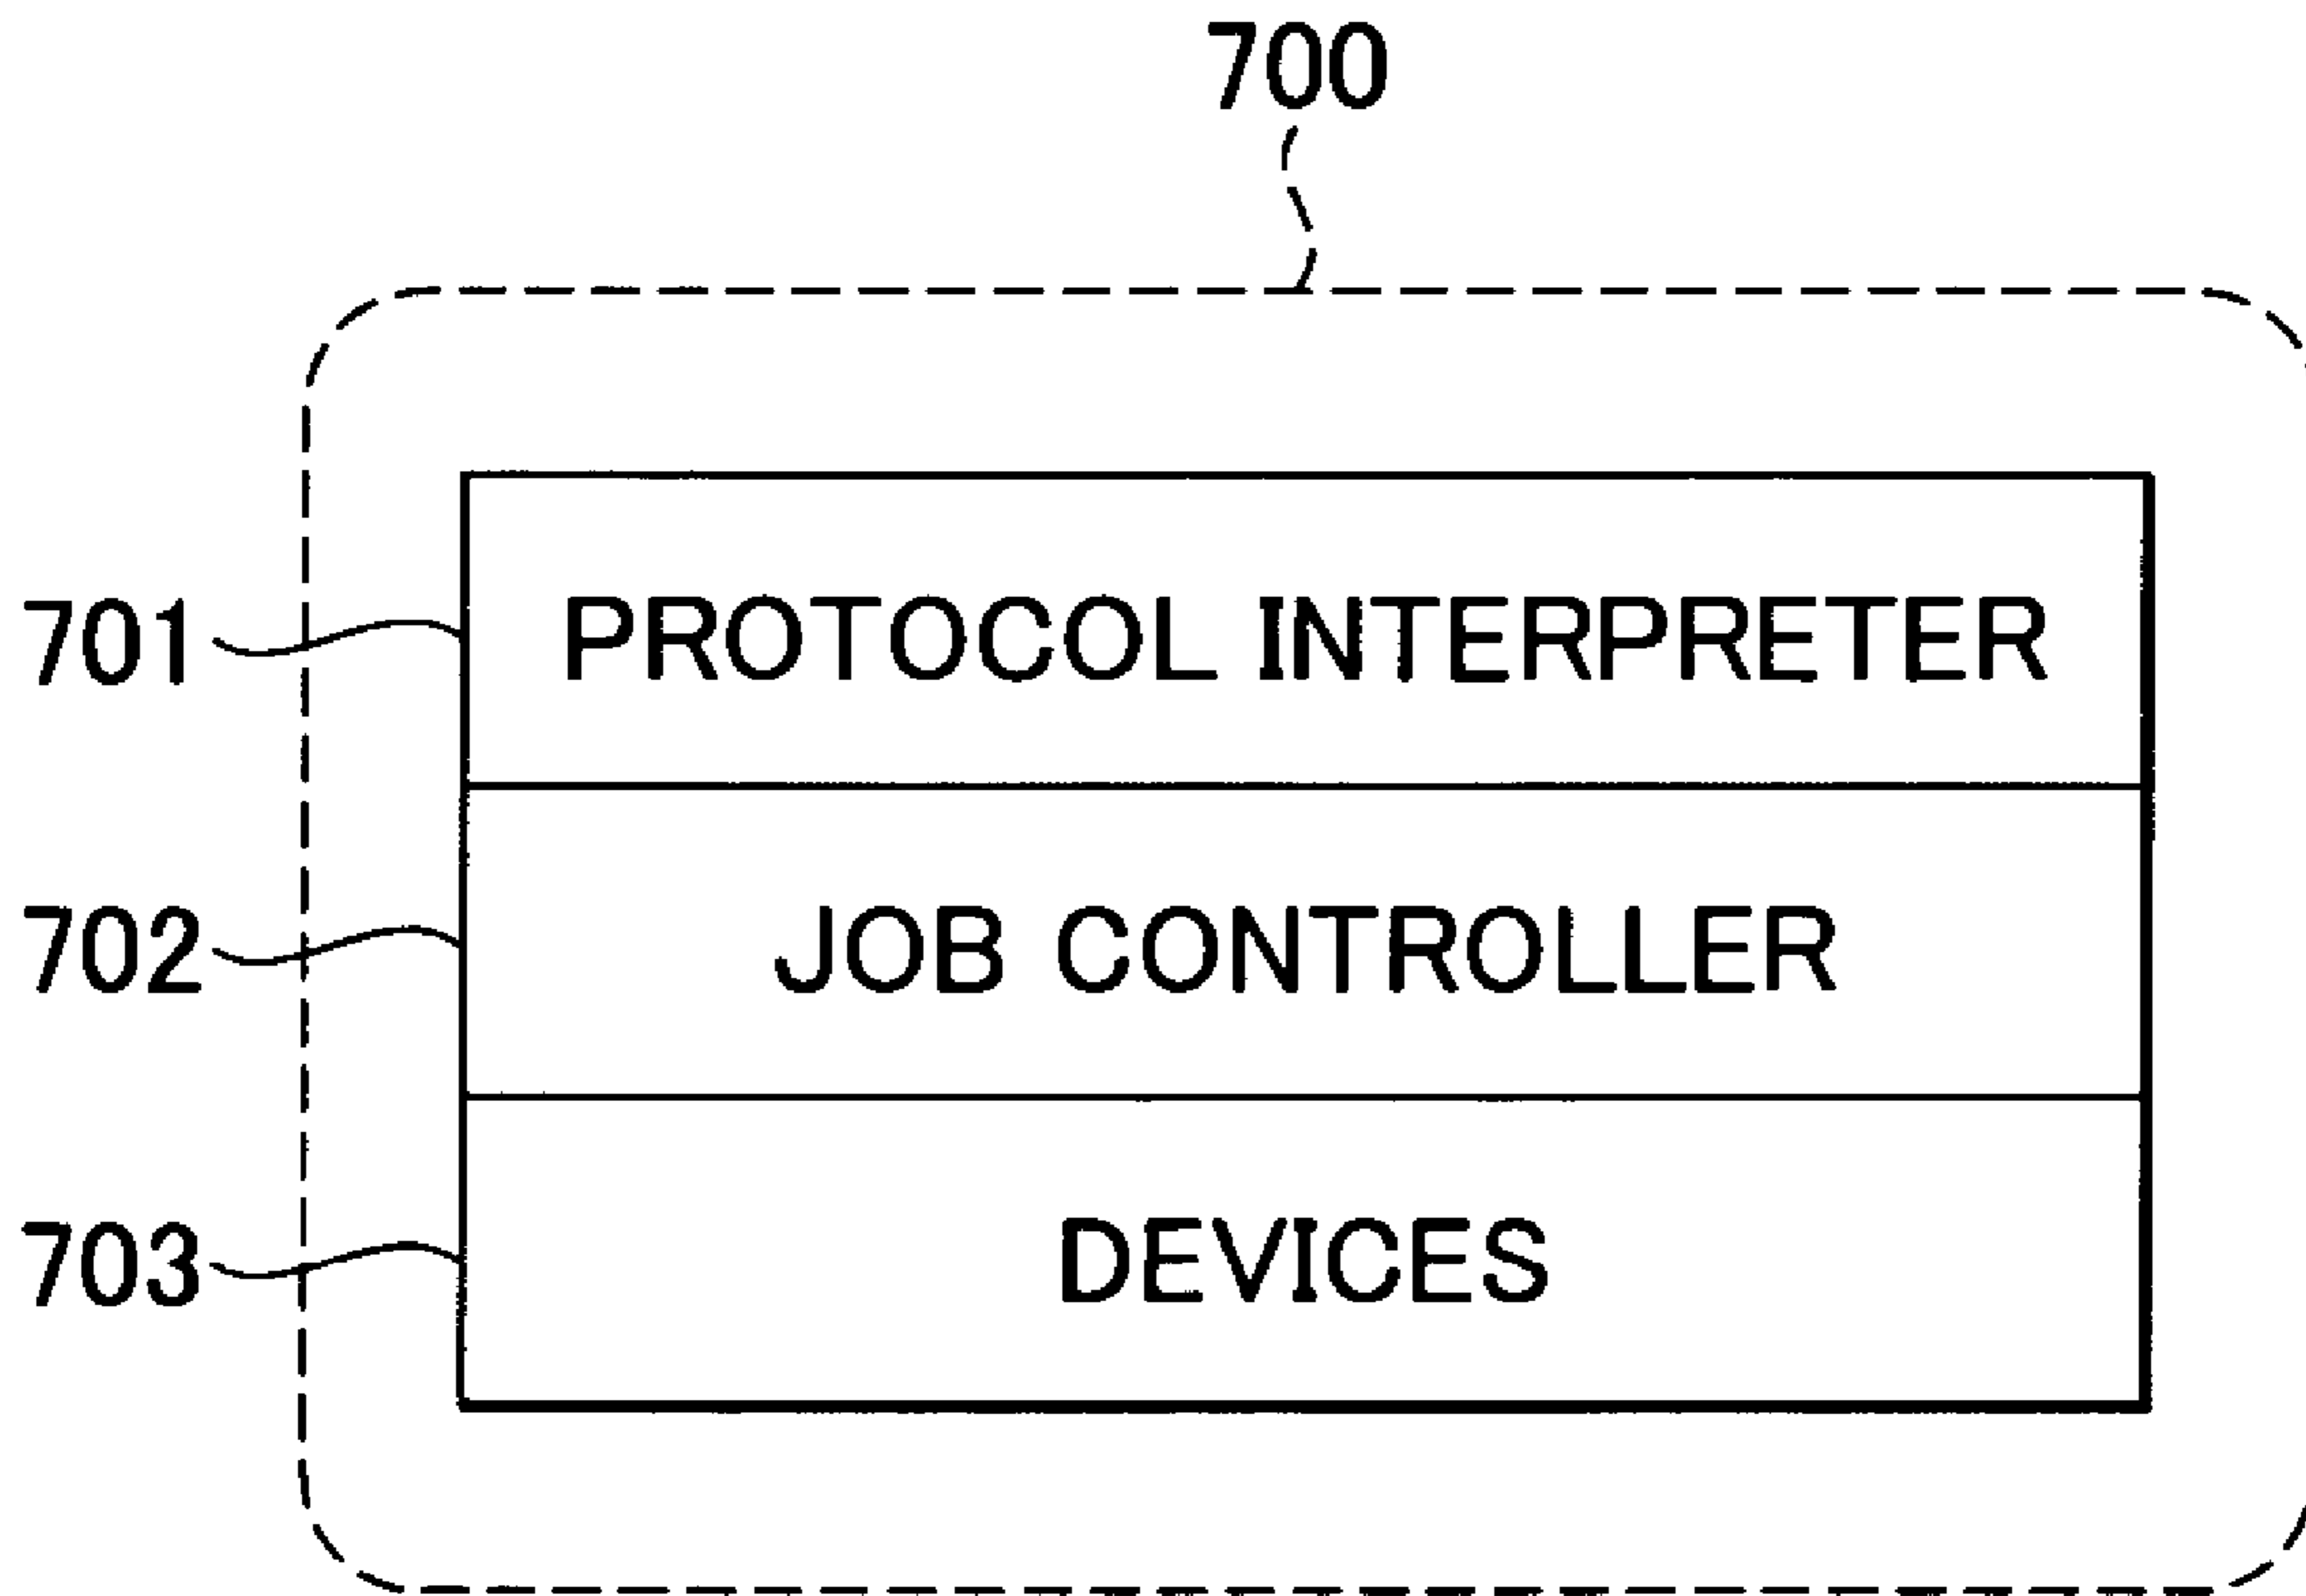 700
701 PROTOCOL INTERPRETER
702 JOB CONTROLLER
703 DEVICES